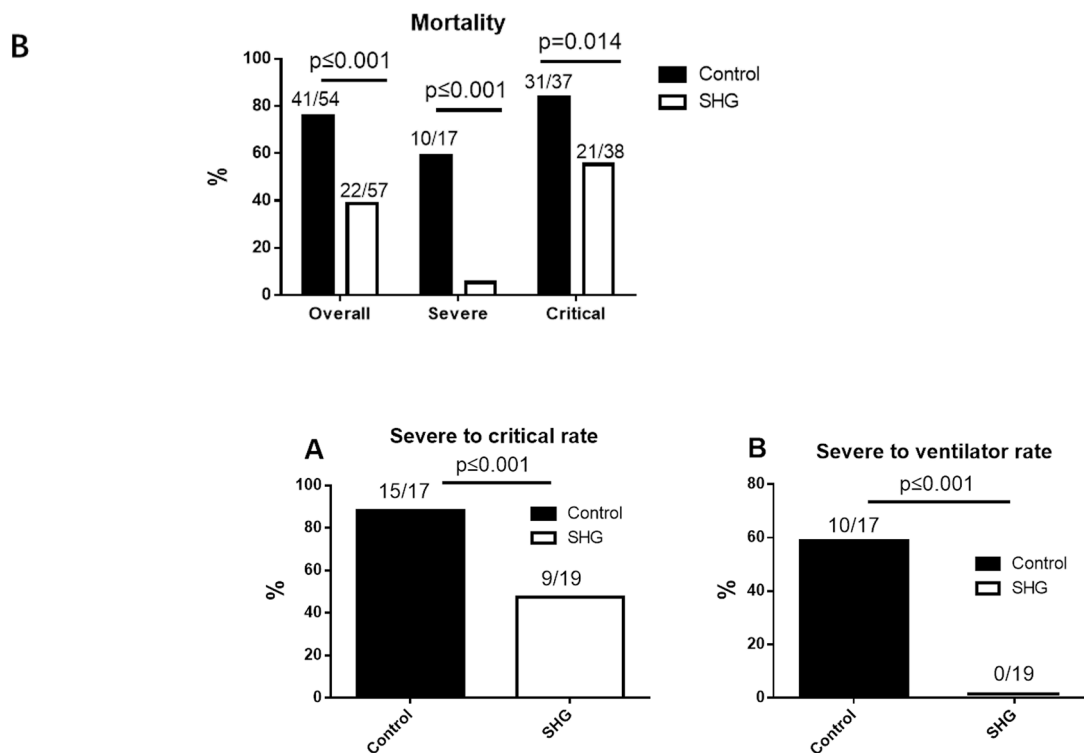 B
Mortality
p≤0.001
p≤0.001
p=0.014
Control
SHG
41/54
22/57
10/17
31/37
21/38
%
100
80
60
40
20
0
Overall
Severe
Critical
A
Severe to critical rate
p≤0.001
15/17
9/19
Control
SHG
%
100
80
60
40
20
0
Control
SHG
B
Severe to ventilator rate
p≤0.001
10/17
0/19
Control
SHG
%
80
60
40
20
0
Control
SHG